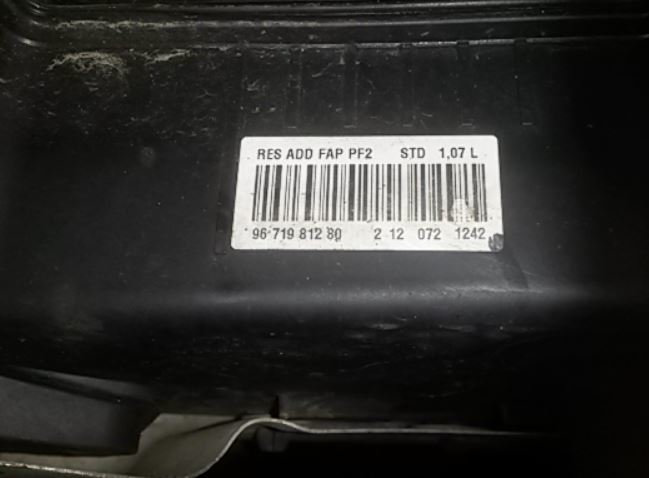 RES ADD FAP PF2 STD 1,07 L
96 719 812 80 2 12 072 1242